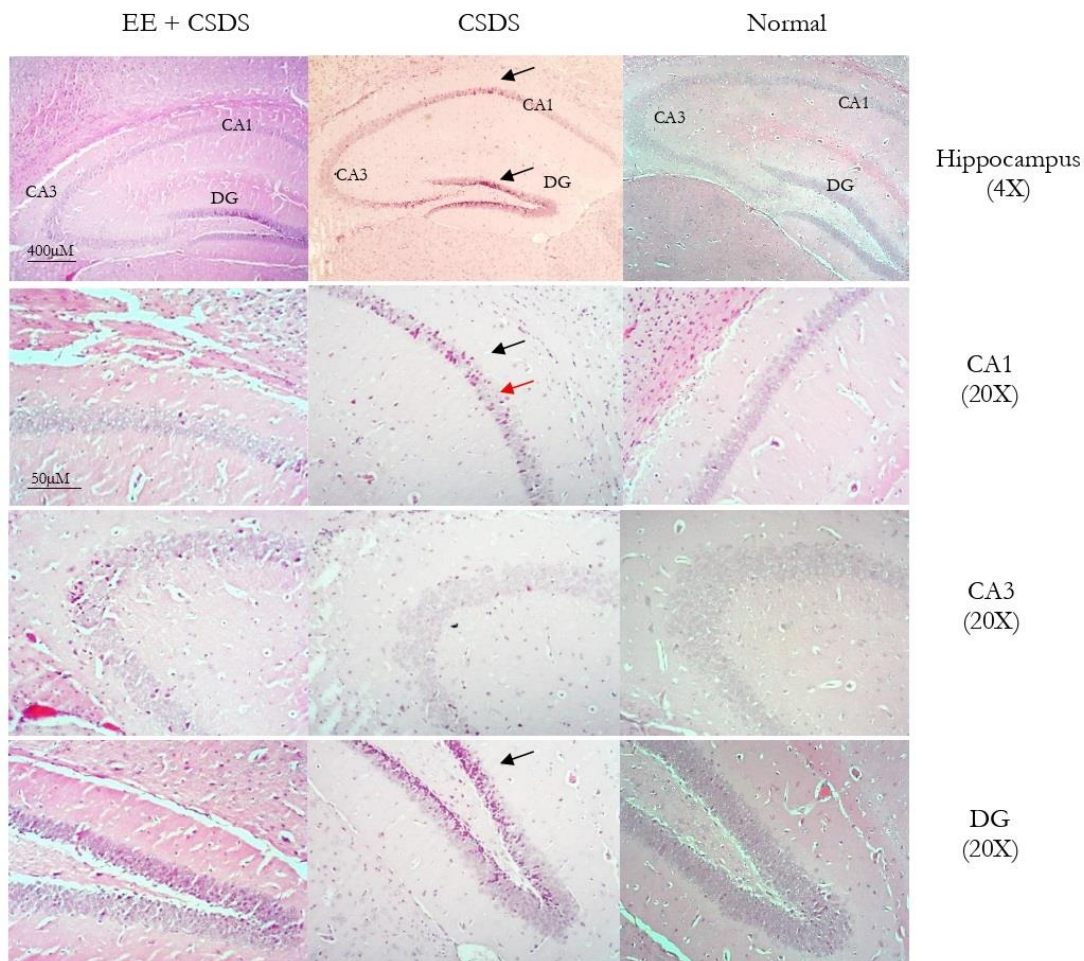 EE + CSDS CSDS Normal
CA1
CA3
DG
400µM
CA1
CA3
DG
CA3
CA1
DG
Hippocampus
(4X)
50µM
CA1
(20X)
CA3
(20X)
DG
(20X)